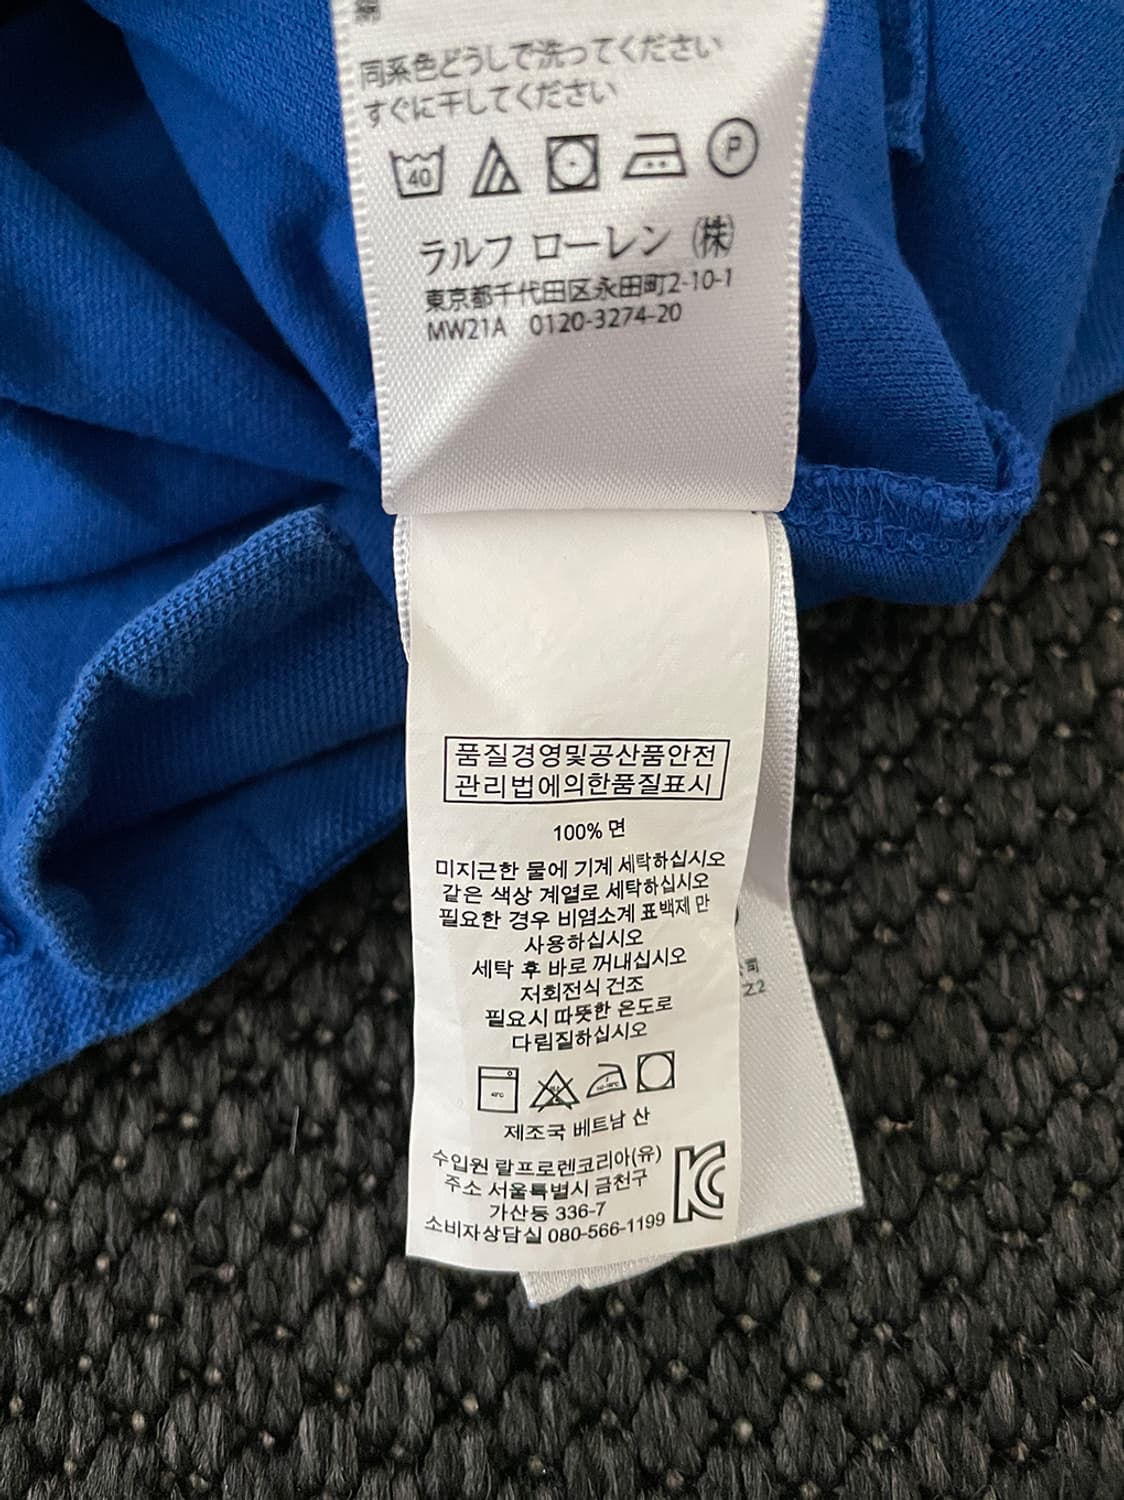 綿
同系色どうしで洗ってください
すぐに干してください
40
P
ラルフ ローレン ㈱
東京都千代田区永田町2-10-1
MW21A 0120-3274-20
품질경영및공산품안전
관리법에의한품질표시
100% 면
미지근한 물에 기계 세탁하십시오
같은 색상 계열로 세탁하십시오
필요한 경우 비염소계 표백제 만
사용하십시오
세탁 후 바로 꺼내십시오
저회전식 건조
필요시 따뜻한 온도로
다림질하십시오
40℃
제조국 베트남 산
수입원 랄프로렌코리아(유)
주소 서울특별시 금천구
가산동 336-7
소비자상담실 080-566-1199
司
22